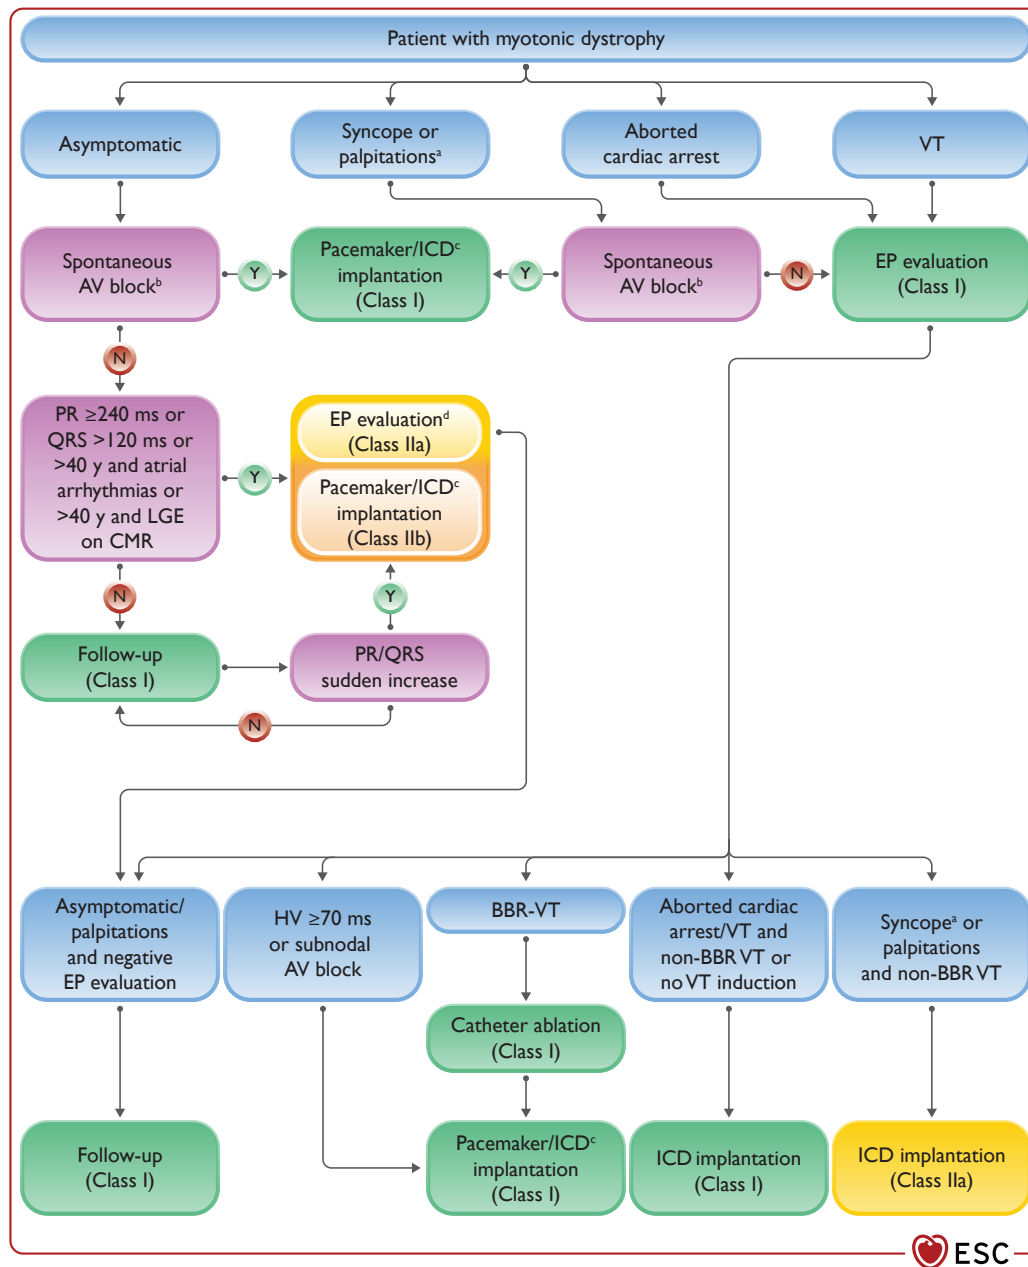 Patient with myotonic dystrophy
Asymptomatic
Syncope or
palpitationsᵃ
Aborted
cardiac arrest
VT
Spontaneous
AV blockᵇ
Y
Pacemaker/ICDᶜ
implantation
(Class I)
Y
Spontaneous
AV blockᵇ
N
EP evaluation
(Class I)
N
PR ≥240 ms or
QRS >120 ms or
>40 y and atrial
arrhythmias or
>40 y and LGE
on CMR
Y
EP evaluationᵈ
(Class IIa)
Pacemaker/ICDᶜ
implantation
(Class IIb)
N
Y
Follow-up
(Class I)
PR/QRS
sudden increase
N
Asymptomatic/
palpitations
and negative
EP evaluation
HV ≥70 ms
or subnodal
AV block
BBR-VT
Aborted cardiac
arrest/VT and
non-BBR VT or
no VT induction
Syncopeᵃ or
palpitations
and non-BBR VT
Catheter ablation
(Class I)
Follow-up
(Class I)
Pacemaker/ICDᶜ
implantation
(Class I)
ICD implantation
(Class I)
ICD implantation
(Class IIa)
ESC